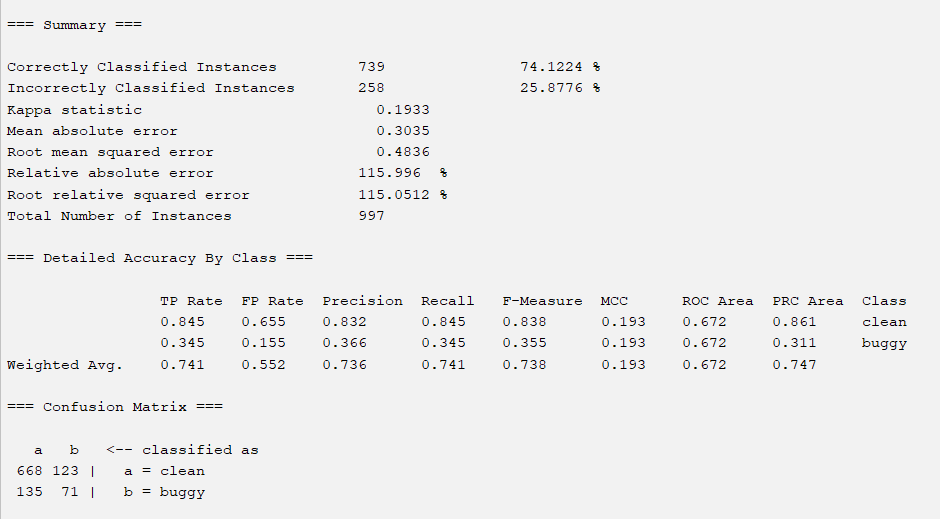 === Summary ===
Correctly Classified Instances 739 74.1224 %
Incorrectly Classified Instances 258 25.8776 %
Kappa statistic 0.1933
Mean absolute error 0.3035
Root mean squared error 0.4836
Relative absolute error 115.996 %
Root relative squared error 115.0512 %
Total Number of Instances 997
=== Detailed Accuracy By Class ===
TP Rate FP Rate Precision Recall F-Measure MCC ROC Area PRC Area Class
0.845 0.655 0.832 0.845 0.838 0.193 0.672 0.861 clean
0.345 0.155 0.366 0.345 0.355 0.193 0.672 0.311 buggy
Weighted Avg. 0.741 0.552 0.736 0.741 0.738 0.193 0.672 0.747
=== Confusion Matrix ===
a b <-- classified as
668 123 | a = clean
135 71 | b = buggy